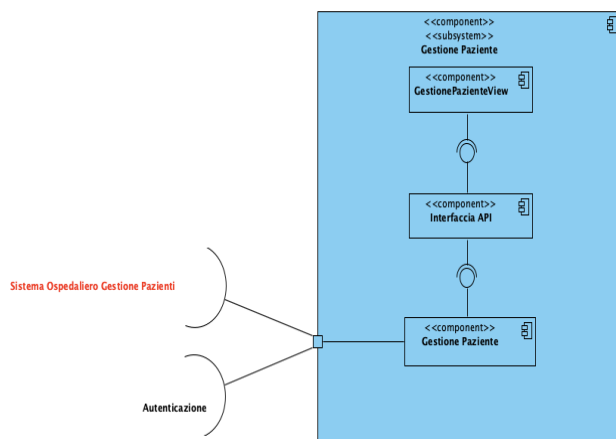 <<component>>
<<subsystem>>
Gestione Paziente
<<component>>
GestionePazienteView
<<component>>
Interfaccia API
<<component>>
Gestione Paziente
Sistema Ospedaliero Gestione Pazienti
Autenticazione